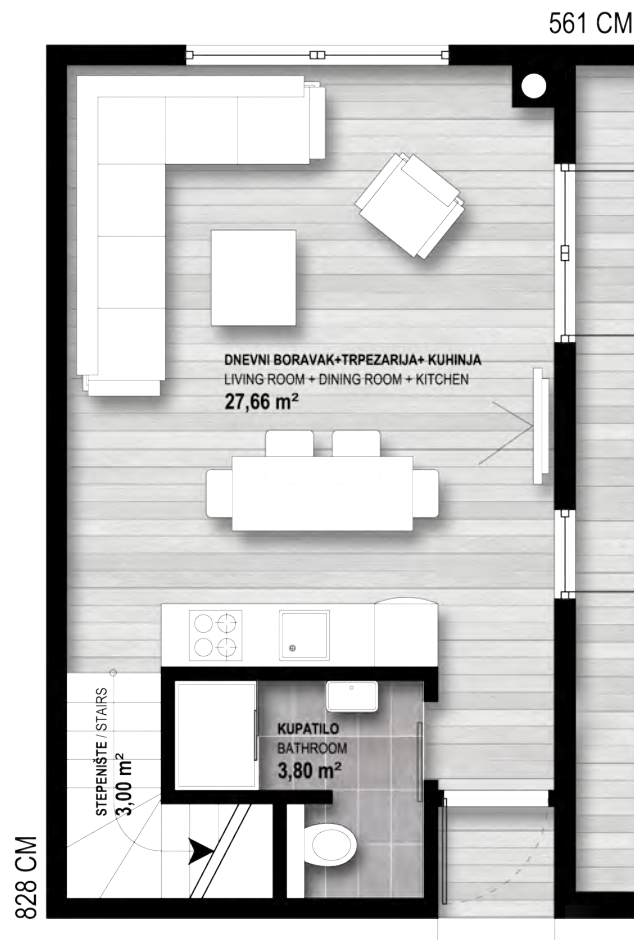 561 CM
DNEVNI BORAVAK+TRPEZARIJA+ KUHINJA
LIVING ROOM + DINING ROOM + KITCHEN
27,66 m²
STEPENIŠTE / STAIRS
3,00 m²
KUPATILO
BATHROOM
3,80 m²
828 CM